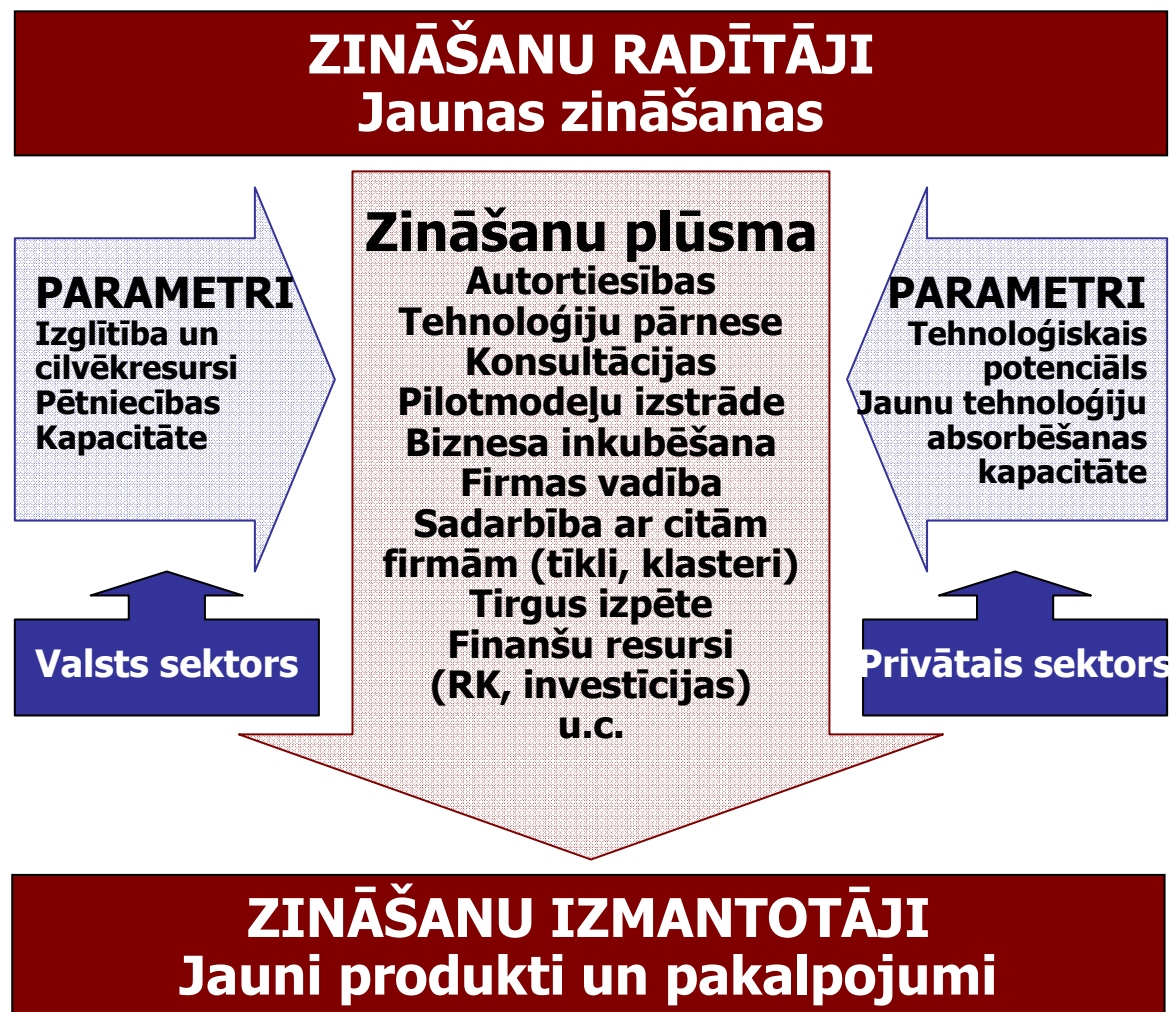 ZINĀŠANU RADĪTĀJI
Jaunas zināšanas
PARAMETRI
Izglītība un
cilvēkresursi
Pētniecības
Kapacitāte
Valsts sektors
Zināšanu plūsma
Autortiesības
Tehnoloģiju pārnese
Konsultācijas
Pilotmodeļu izstrāde
Biznesa inkubēšana
Firmas vadība
Sadarbība ar citām
firmām (tīkli, klasteri)
Tirgus izpēte
Finanšu resursi
(RK, investīcijas)
u.c.
PARAMETRI
Tehnoloģiskais
potenciāls
Jaunu tehnoloģiju
absorbēšanas
kapacitāte
Privātais sektors
ZINĀŠANU IZMANTOTĀJI
Jauni produkti un pakalpojumi